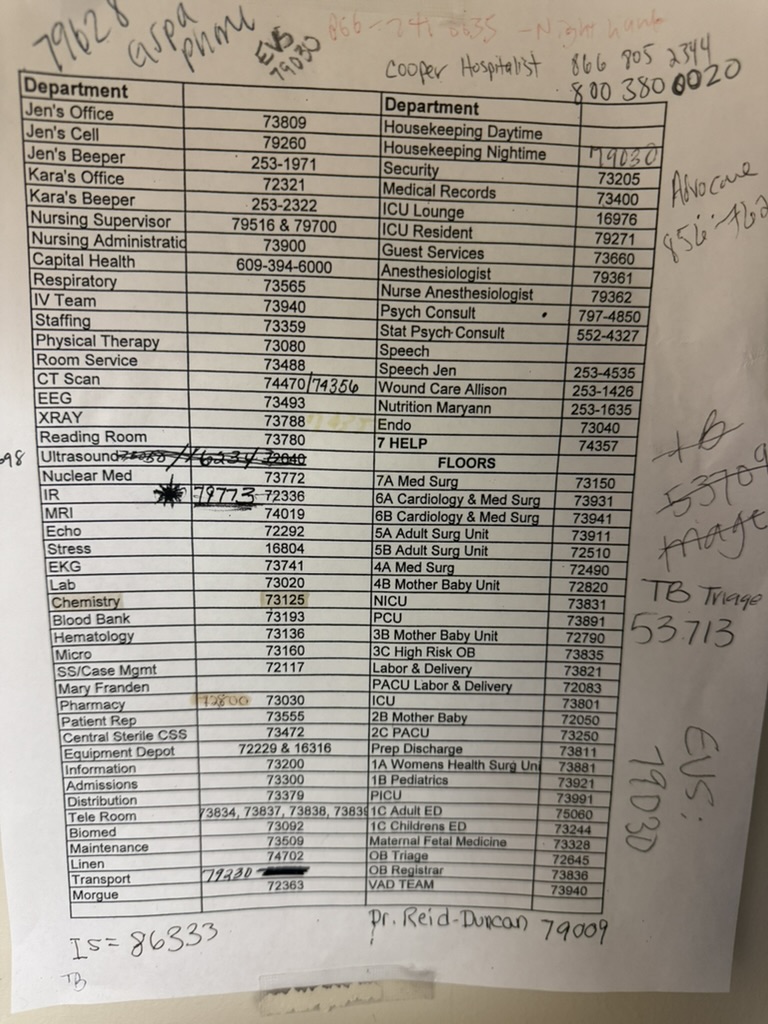 79628
Grpa
phone
EVS
79030
866-741-0635 - Night hawk
Cooper Hospitalist 866 805 2344
800 380 0020
Department
Jen's Office 73809
Jen's Cell 79260
Jen's Beeper 253-1971
Kara's Office 72321
Kara's Beeper 253-2322
Nursing Supervisor 79516 & 79700
Nursing Administratic 73900
Capital Health 609-394-6000
Respiratory 73565
IV Team 73940
Staffing 73359
Physical Therapy 73080
Room Service 73488
CT Scan 74470/74356
EEG 73493
XRAY 73788
Reading Room 73780
698 Ultrasound 46234 72040
Nuclear Med 73772
IR 79773 72336
MRI 74019
Echo 72292
Stress 16804
EKG 73741
Lab 73020
Chemistry 73125
Blood Bank 73193
Hematology 73136
Micro 73160
SS/Case Mgmt 72117
Mary Franden
Pharmacy 72800 73030
Patient Rep 73555
Central Sterile CSS 73472
Equipment Depot 72229 & 16316
Information 73200
Admissions 73300
Distribution 73379
Tele Room 73834, 73837, 73838, 73839
Biomed 73092
Maintenance 73509
Linen 74702
Transport 79230
Morgue 72363
Department
Housekeeping Daytime
Housekeeping Nightime 79030
Security 73205
Medical Records 73400
ICU Lounge 16976
ICU Resident 79271
Guest Services 73660
Anesthesiologist 79361
Nurse Anesthesiologist 79362
Psych Consult 797-4850
Stat Psych Consult 552-4327
Speech
Speech Jen 253-4535
Wound Care Allison 253-1426
Nutrition Maryann 253-1635
Endo 73040
7 HELP 74357
FLOORS
7A Med Surg 73150
6A Cardiology & Med Surg 73931
6B Cardiology & Med Surg 73941
5A Adult Surg Unit 73911
5B Adult Surg Unit 72510
4A Med Surg 72490
4B Mother Baby Unit 72820
NICU 73831
PCU 73891
3B Mother Baby Unit 72790
3C High Risk OB 73835
Labor & Delivery 73821
PACU Labor & Delivery 72083
ICU 73801
2B Mother Baby 72050
2C PACU 73250
Prep Discharge 73811
1A Womens Health Surg Uni 73881
1B Pediatrics 73921
PICU 73991
1C Adult ED 75060
1C Childrens ED 73244
Maternal Fetal Medicine 73328
OB Triage 72645
OB Registrar 73836
VAD TEAM 73940
Advocare
856-762
TB
53709
TB Triage
53713
EVS:
79030
Dr. Reid-Duncan 79009
IS = 86333
TB